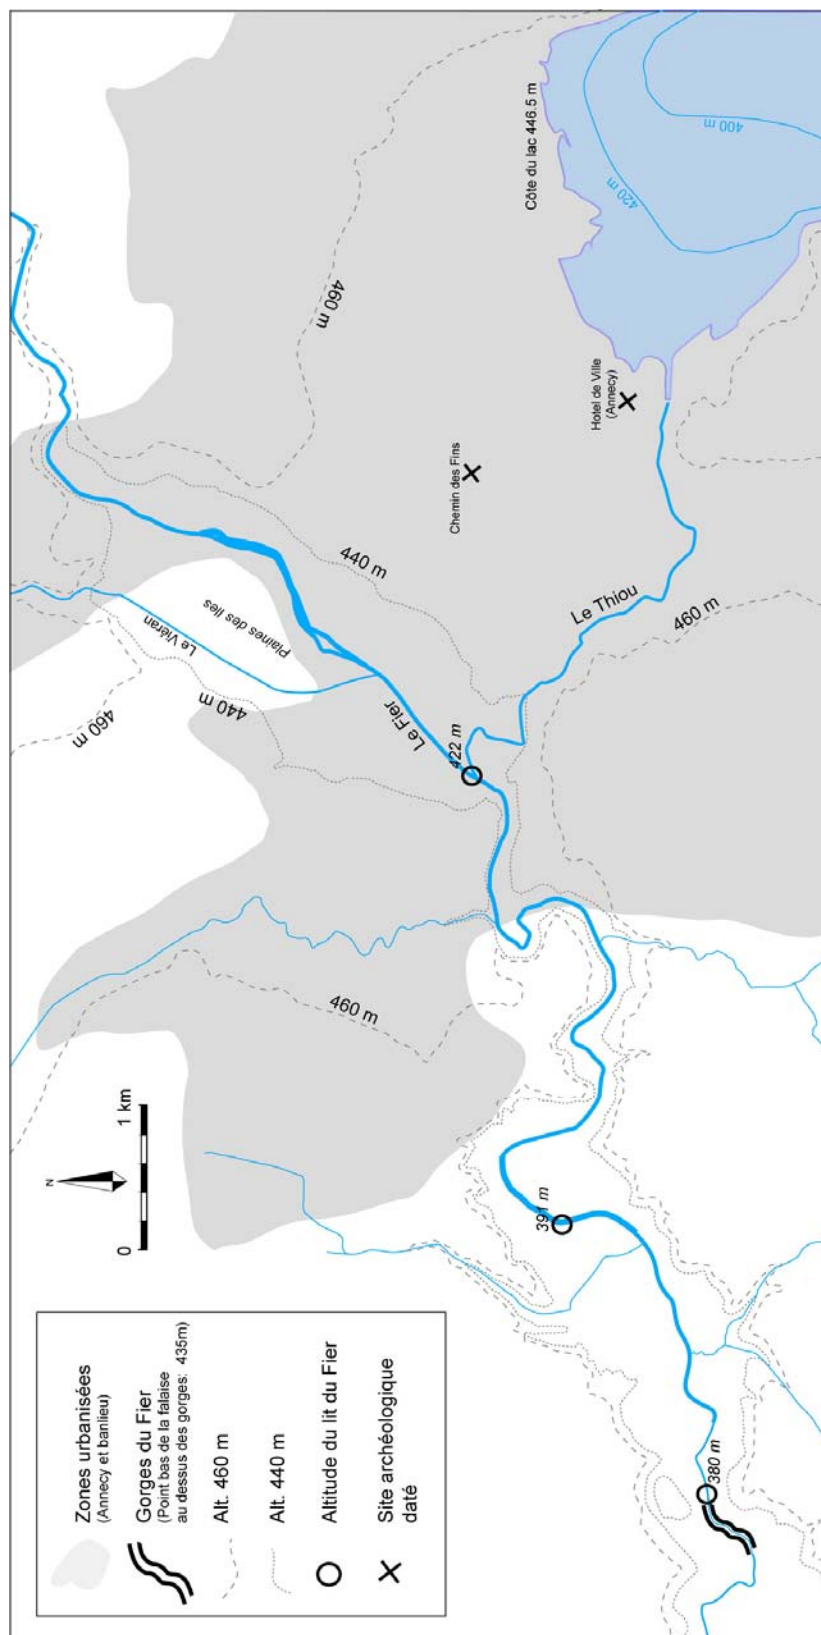 Zones urbanisées
(Annecy et banlieu)
Gorges du Fier
(Point bas de la falaise
au dessus des gorges: 435m)
Alt. 460 m
Alt. 440 m
Altitude du lit du Fier
Site archéologique
daté
N
0
1 km
460 m
440 m
460 m
Le Viéran
Plaines des Iles
Le Fier
440 m
460 m
422 m
Chemin des Fins
Hotel de Ville
(Annecy)
Côte du lac 446.5 m
420 m
400 m
Le Thiou
460 m
391 m
380 m